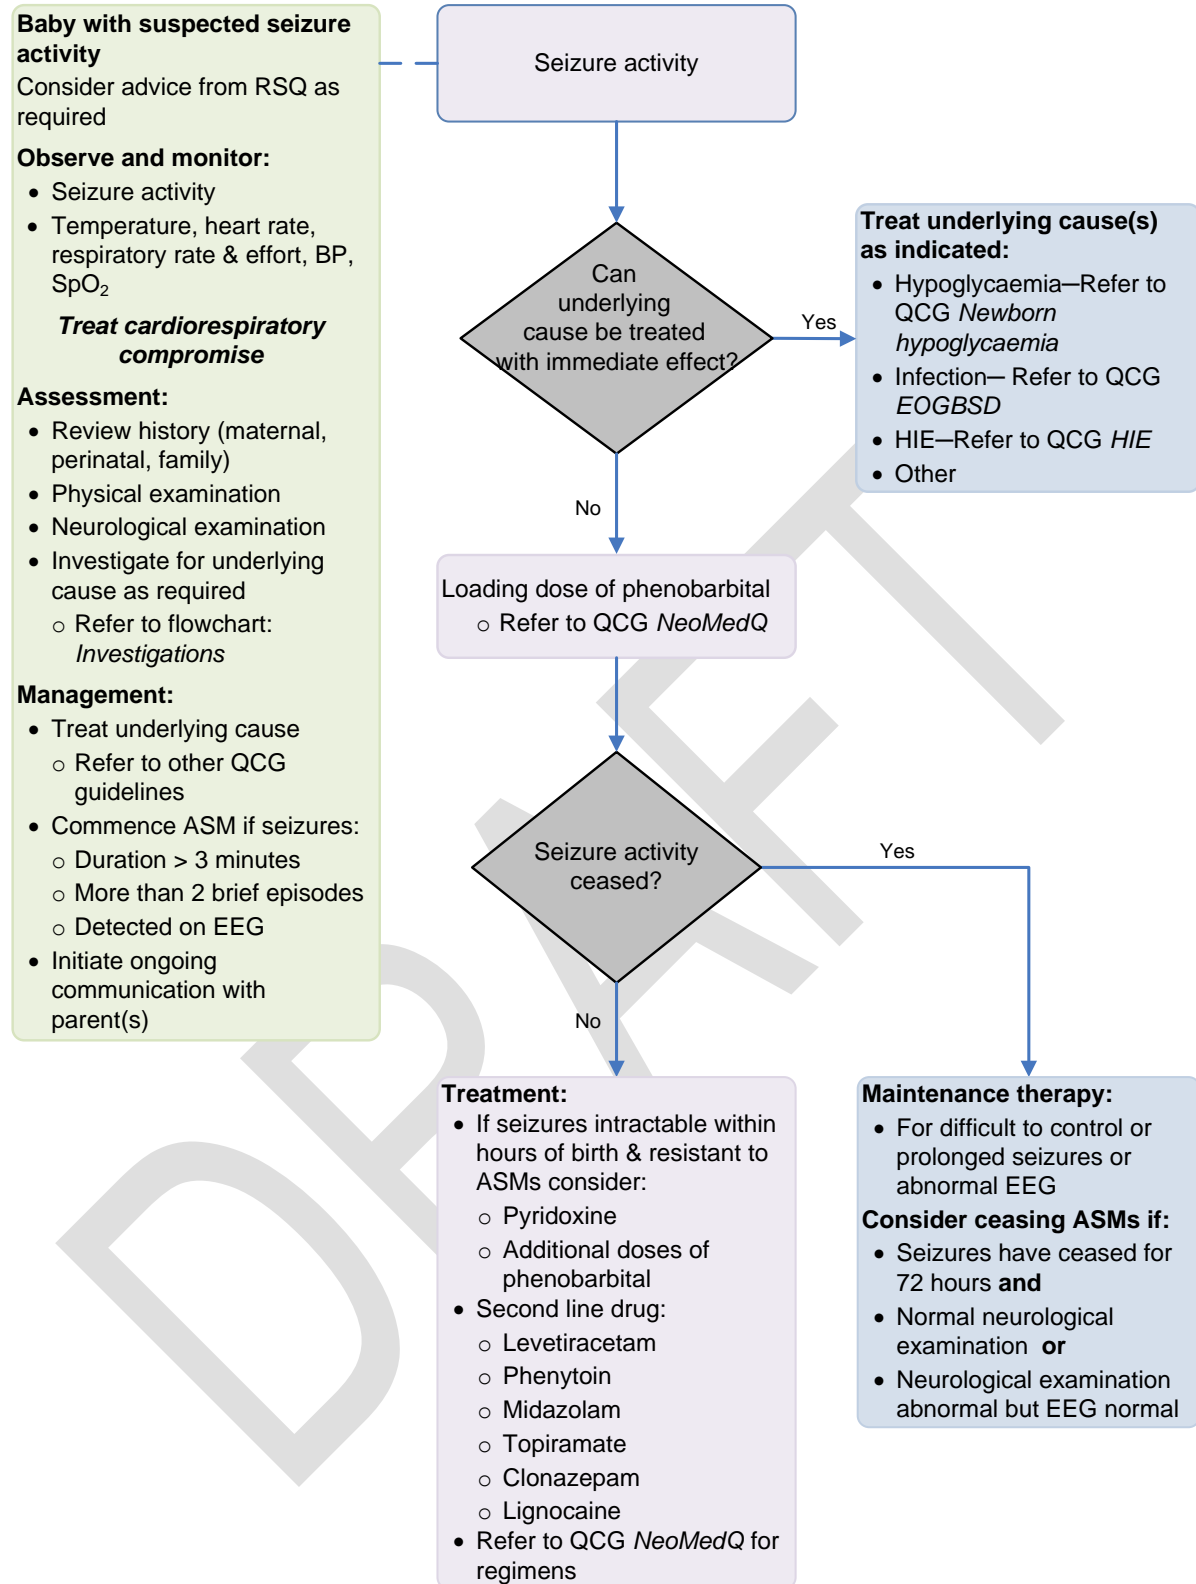 Baby with suspected seizure
activity
Consider advice from RSQ as
required
Observe and monitor:
• Seizure activity
• Temperature, heart rate,
respiratory rate & effort, BP,
SpO₂
Treat cardiorespiratory
compromise
Assessment:
• Review history (maternal,
perinatal, family)
• Physical examination
• Neurological examination
• Investigate for underlying
cause as required
o Refer to flowchart:
Investigations
Management:
• Treat underlying cause
o Refer to other QCG
guidelines
• Commence ASM if seizures:
o Duration > 3 minutes
o More than 2 brief episodes
o Detected on EEG
• Initiate ongoing
communication with
parent(s)
Seizure activity
Can
underlying
cause be treated
with immediate effect?
Yes
Treat underlying cause(s)
as indicated:
• Hypoglycaemia—Refer to
QCG Newborn
hypoglycaemia
• Infection— Refer to QCG
EOGBSD
• HIE—Refer to QCG HIE
• Other
No
Loading dose of phenobarbital
o Refer to QCG NeoMedQ
Seizure activity
ceased?
Yes
No
Treatment:
• If seizures intractable within
hours of birth & resistant to
ASMs consider:
o Pyridoxine
o Additional doses of
phenobarbital
• Second line drug:
o Levetiracetam
o Phenytoin
o Midazolam
o Topiramate
o Clonazepam
o Lignocaine
• Refer to QCG NeoMedQ for
regimens
Maintenance therapy:
• For difficult to control or
prolonged seizures or
abnormal EEG
Consider ceasing ASMs if:
• Seizures have ceased for
72 hours and
• Normal neurological
examination or
• Neurological examination
abnormal but EEG normal
DRAFT